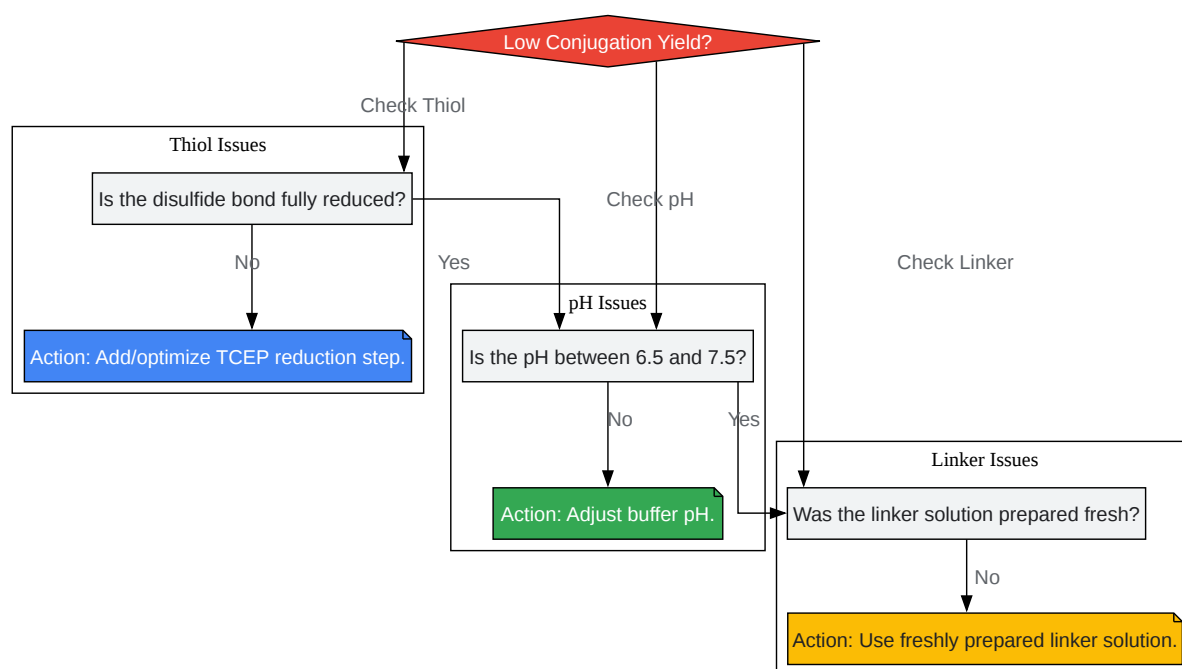 Low Conjugation Yield?
Check Thiol
Thiol Issues
Is the disulfide bond fully reduced?
Check pH
No
Yes
Check Linker
pH Issues
Action: Add/optimize TCEP reduction step.
Is the pH between 6.5 and 7.5?
No
Yes
Linker Issues
Action: Adjust buffer pH.
Was the linker solution prepared fresh?
No
Action: Use freshly prepared linker solution.